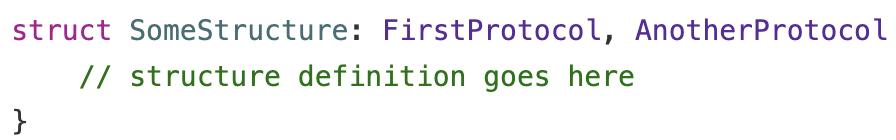 struct SomeStructure: FirstProtocol, AnotherProtocol
    // structure definition goes here
}